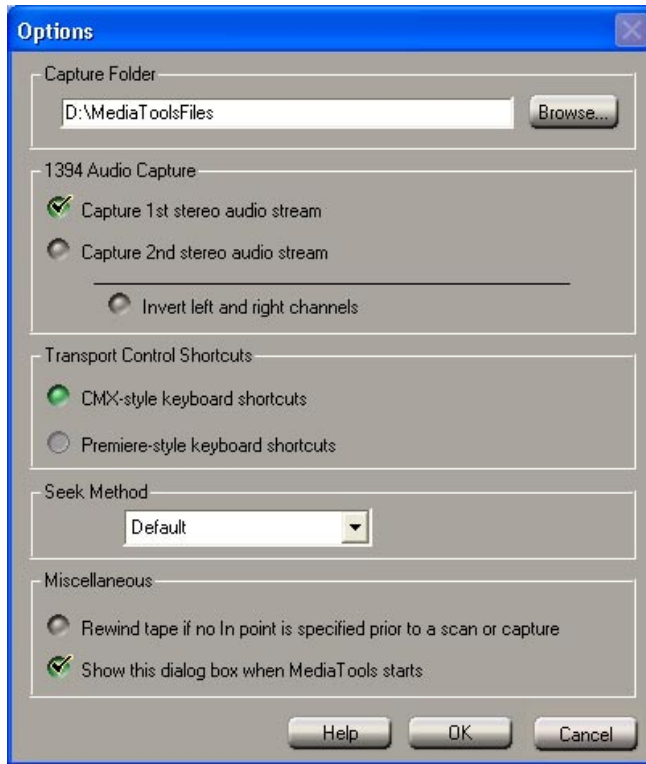 Options
Capture Folder
D:\MediaToolsFiles
Browse...
1394 Audio Capture
Capture 1st stereo audio stream
Capture 2nd stereo audio stream
Invert left and right channels
Transport Control Shortcuts
CMX-style keyboard shortcuts
Premiere-style keyboard shortcuts
Seek Method
Default
Miscellaneous
Rewind tape if no In point is specified prior to a scan or capture
Show this dialog box when MediaTools starts
Help OK Cancel